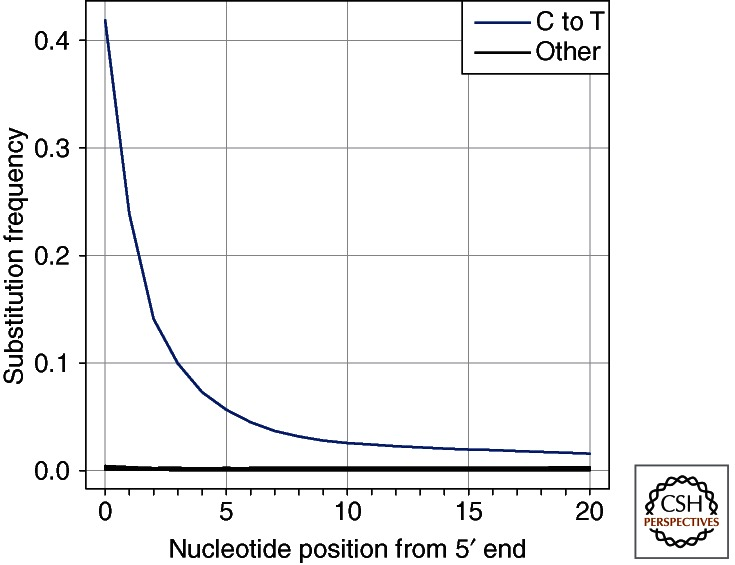 C to T
Other
Substitution frequency
0.4
0.3
0.2
0.1
0.0
0 5 10 15 20
Nucleotide position from 5′ end
CSH
PERSPECTIVES